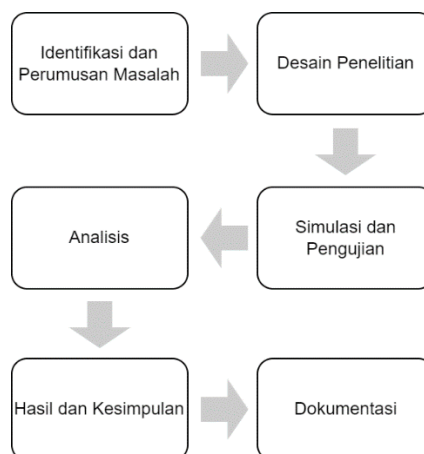 Identifikasi dan
Perumusan Masalah
Desain Penelitian
Simulasi dan
Pengujian
Analisis
Hasil dan Kesimpulan
Dokumentasi